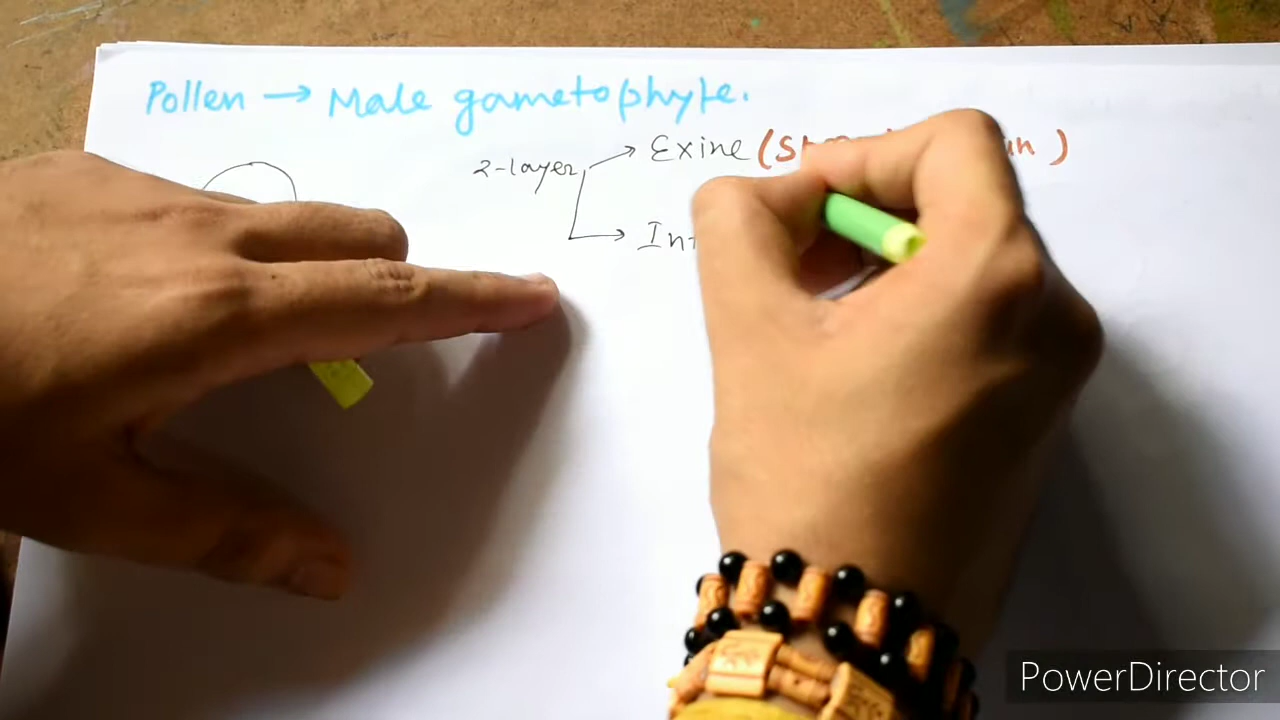 Pollen → Male gametophyte.
2-layer → Exine ( )
→
PowerDirector